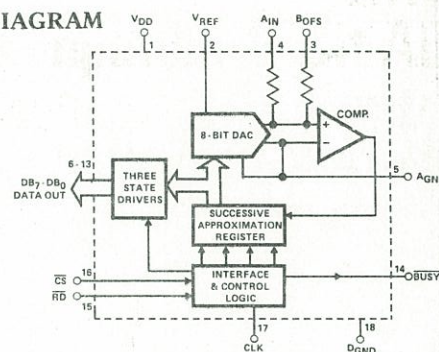 IAGRAM
VDD
VREF
AIN
BOFS
1
2
4
3
COMP.
+
−
8-BIT DAC
5
AGN
6-13
DB7-DB0
DATA OUT
THREE
STATE
DRIVERS
SUCCESSIVE
APPROXIMATION
REGISTER
16
CS
RD
15
INTERFACE
& CONTROL
LOGIC
14
BUSY
17
CLK
18
DGND